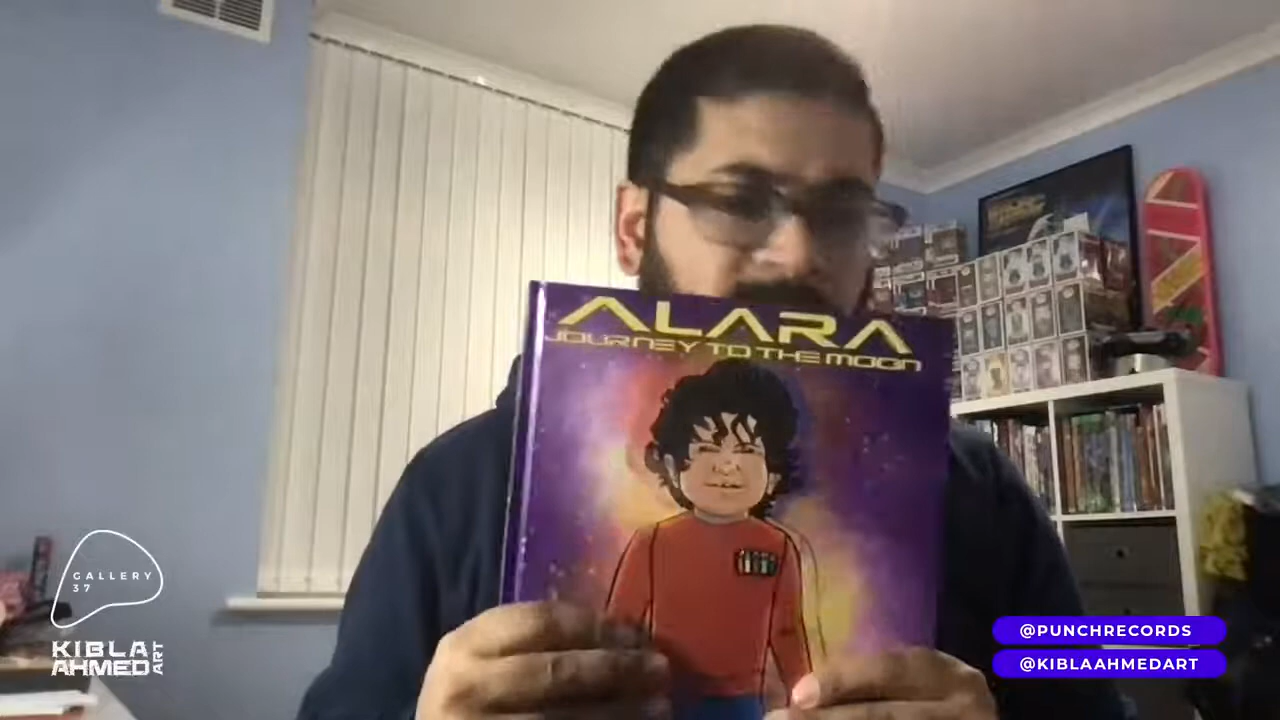 ALARA
JOURNEY TO THE MOON
GALLERY
37
KIBLA
AHMED
ART
@PUNCHRECORDS
@KIBLAAHMEDART